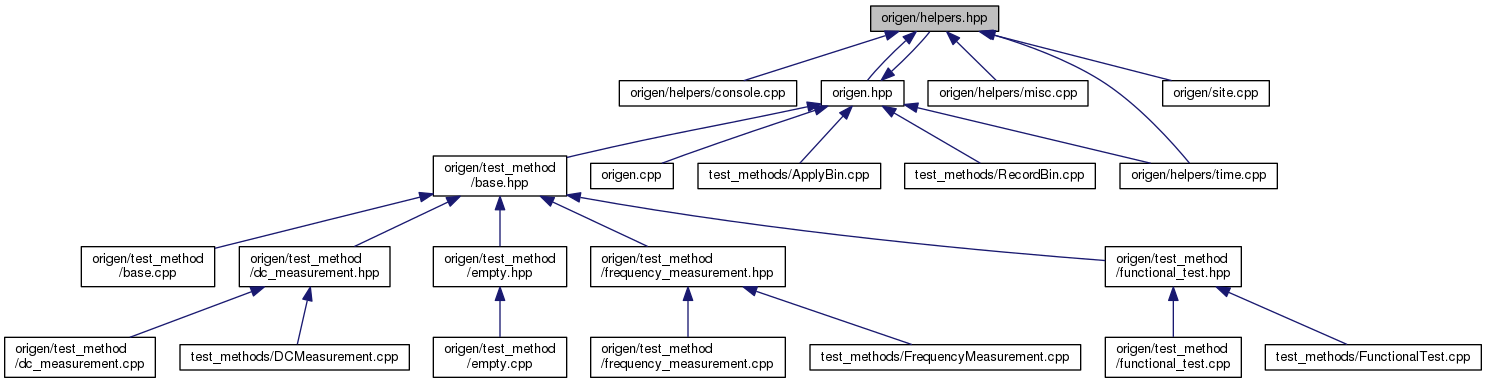 origen/helpers.hpp
origen/helpers/console.cpp
origen.hpp
origen/helpers/misc.cpp
origen/site.cpp
origen/test_method
/base.hpp
origen.cpp
test_methods/ApplyBin.cpp
test_methods/RecordBin.cpp
origen/helpers/time.cpp
origen/test_method
/base.cpp
origen/test_method
/dc_measurement.hpp
origen/test_method
/empty.hpp
origen/test_method
/frequency_measurement.hpp
origen/test_method
/functional_test.hpp
origen/test_method
/dc_measurement.cpp
test_methods/DCMeasurement.cpp
origen/test_method
/empty.cpp
origen/test_method
/frequency_measurement.cpp
test_methods/FrequencyMeasurement.cpp
origen/test_method
/functional_test.cpp
test_methods/FunctionalTest.cpp